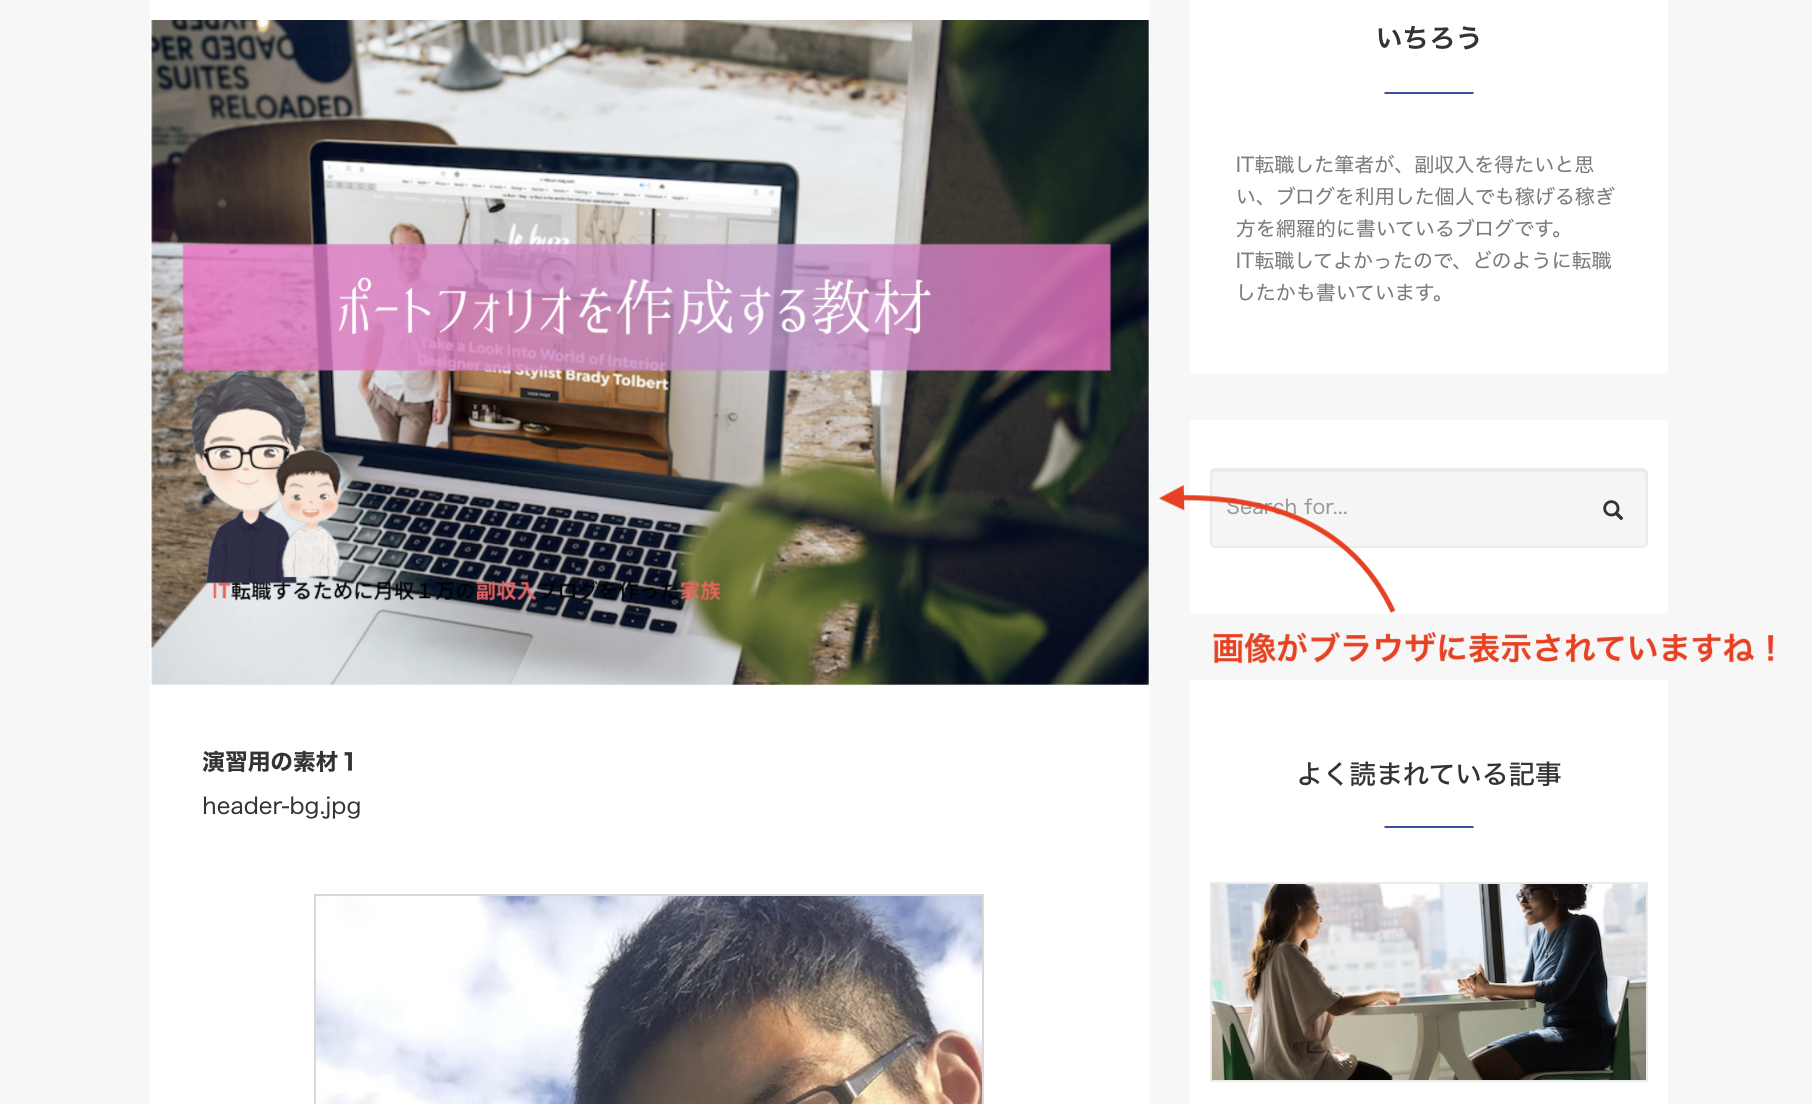 SUITES
RELOADED
le buzz
ポートフォリオを作成する教材
Take a Look into World of Interior
Designer and Stylist Brady Tolbert
IT転職するために月収１万の副収入ブログを作った家族
演習用の素材１
header-bg.jpg
いちろう
IT転職した筆者が、副収入を得たいと思
い、ブログを利用した個人でも稼げる稼ぎ
方を網羅的に書いているブログです。
IT転職してよかったので、どのように転職
したかも書いています。
Search for...
画像がブラウザに表示されていますね！
よく読まれている記事